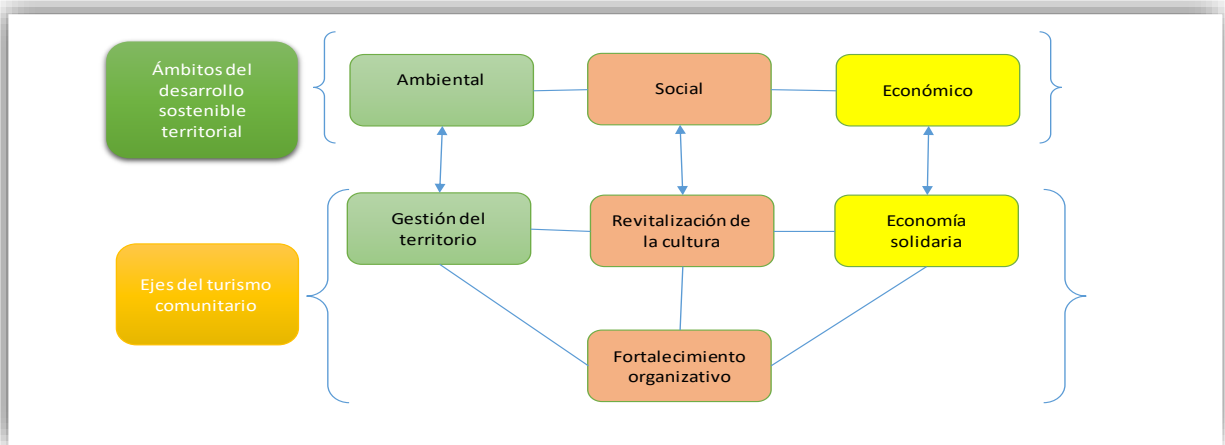 Ámbitos del
desarrollo
sostenible
territorial
Ambiental
Social
Económico
Ejes del turismo
comunitario
Gestión del
territorio
Revitalización de
la cultura
Economía
solidaria
Fortalecimiento
organizativo